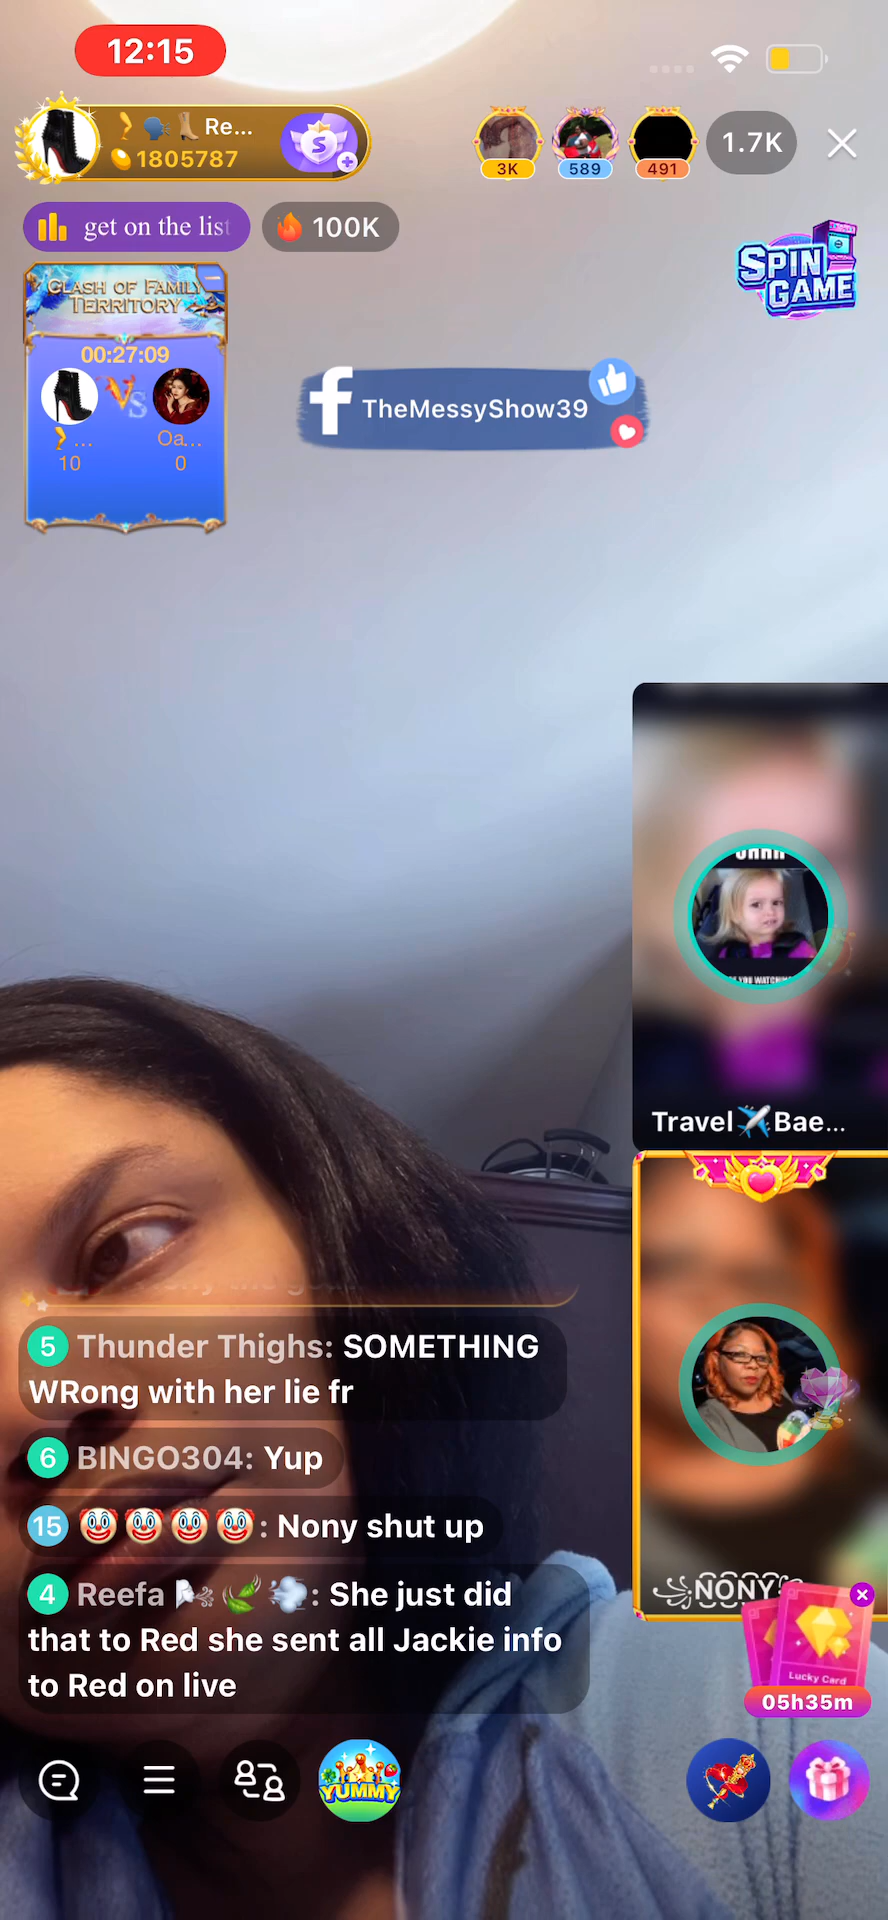 12:15
Re...
1805787
S
3K
589
491
1.7K
get on the list
100K
SPIN
GAME
CLASH OF FAMILY
TERRITORY
00:27:09
VS
...
Oa...
10
0
f TheMessyShow39
Travel✈️Bae...
5 Thunder Thighs: SOMETHING
WRong with her lie fr
6 BINGO304: Yup
15 🤡🤡🤡🤡: Nony shut up
4 Reefa 🌬️🍃💨: She just did
that to Red she sent all Jackie info
to Red on live
NONY
Lucky Card
05h35m
YUMMY